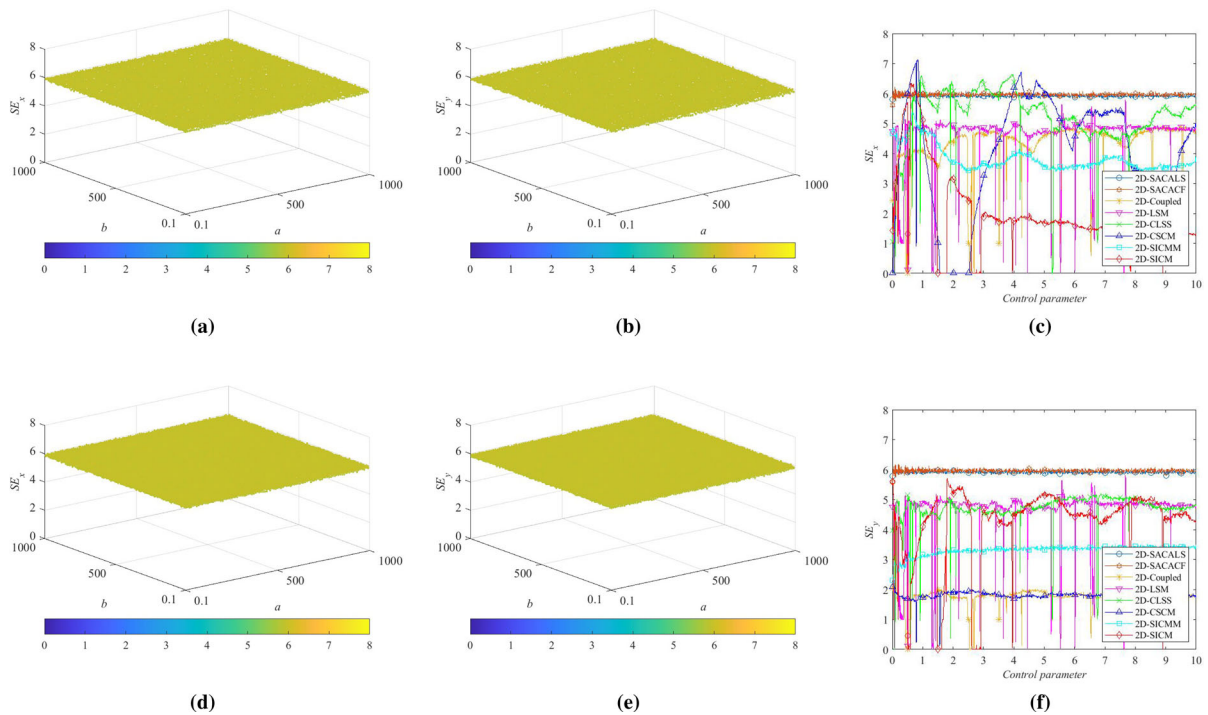 8
6
4
2
0
SE_x
1000
500
0.1
b
0.1
500
1000
a
0 1 2 3 4 5 6 7 8
(a)
8
6
4
2
0
SE_y
1000
500
0.1
b
0.1
500
1000
a
0 1 2 3 4 5 6 7 8
(b)
8
7
6
5
4
3
2
1
0
SE_x
2D-SACALS
2D-SACACF
2D-Coupled
2D-LSM
2D-CLSS
2D-CSCM
2D-SICMM
2D-SICM
0 1 2 3 4 5 6 7 8 9 10
Control parameter
(c)
8
6
4
2
0
SE_x
1000
500
0.1
b
0.1
500
1000
a
0 1 2 3 4 5 6 7 8
(d)
8
6
4
2
0
SE_y
1000
500
0.1
b
0.1
500
1000
a
0 1 2 3 4 5 6 7 8
(e)
8
7
6
5
4
3
2
1
0
SE_y
2D-SACALS
2D-SACACF
2D-Coupled
2D-LSM
2D-CLSS
2D-CSCM
2D-SICMM
2D-SICM
0 1 2 3 4 5 6 7 8 9 10
Control parameter
(f)